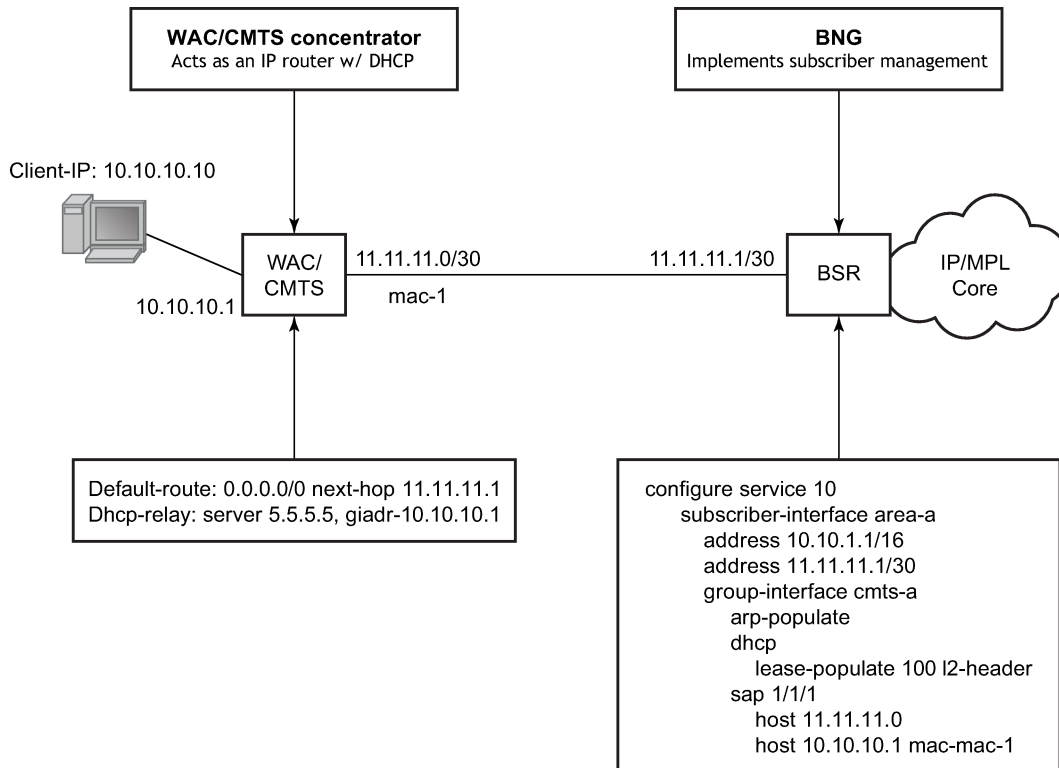 WAC/CMTS concentrator
Acts as an IP router w/ DHCP
BNG
Implements subscriber management
Client-IP: 10.10.10.10
WAC/
CMTS
10.10.10.1
11.11.11.0/30
mac-1
11.11.11.1/30
BSR
IP/MPL
Core
Default-route: 0.0.0.0/0 next-hop 11.11.11.1
Dhcp-relay: server 5.5.5.5, giadr-10.10.10.1
configure service 10
subscriber-interface area-a
address 10.10.1.1/16
address 11.11.11.1/30
group-interface cmts-a
arp-populate
dhcp
lease-populate 100 l2-header
sap 1/1/1
host 11.11.11.0
host 10.10.10.1 mac-mac-1